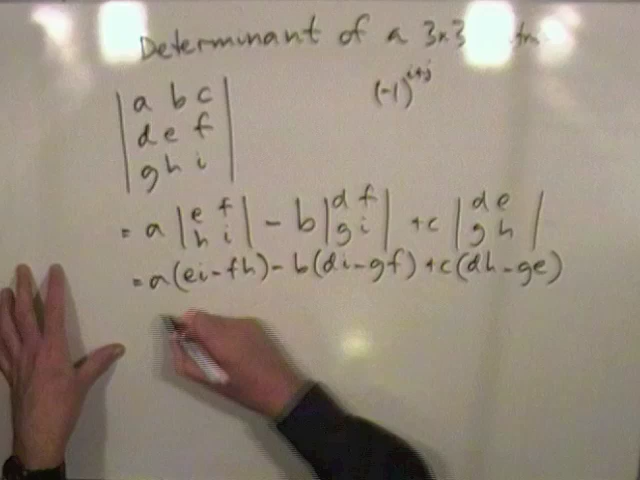 Determinant of a 3x3
(-1)^{i+j}
|a b c|
|d e f|
|g h i|
= a |e f| - b |d f| + c |d e|
|h i| |g i| |g h|
= a(ei-fh) - b(di-gf) + c(dh-ge)